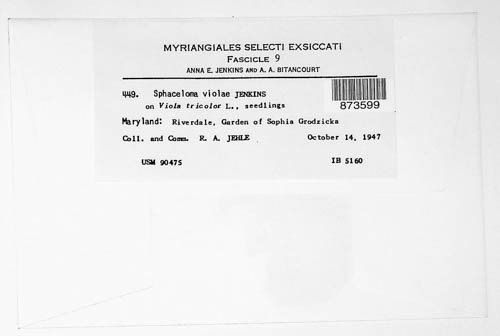 MYRIANGIALES SELECTI EXSICCATI
FASCICLE 9
ANNA E. JENKINS AND A. A. BITANCOURT
449. Sphaceloma violae JENKINS
on Viola tricolor L., seedlings
873599
Maryland: Riverdale, Garden of Sophia Grodzicka
Coll. and Comm. R. A. JEHLE October 14, 1947
USM 90475 IB 5160